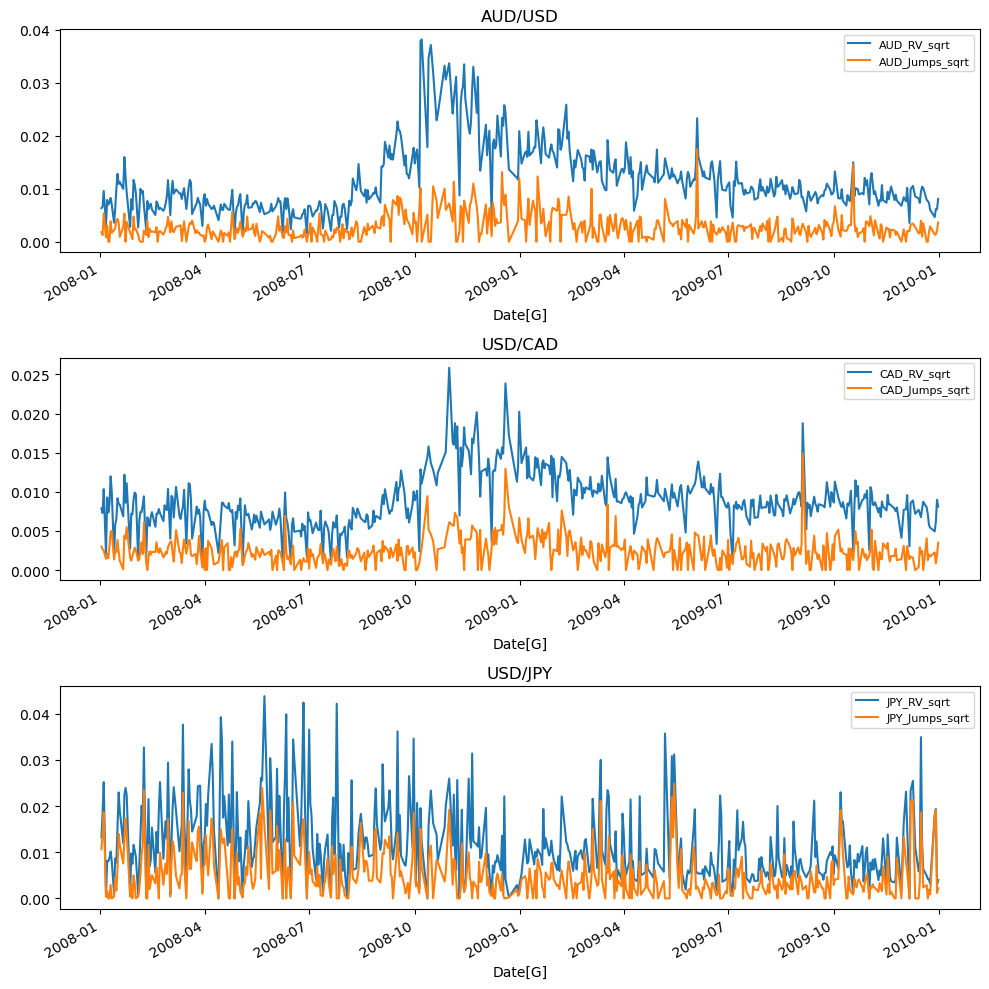 AUD/USD
AUD_RV_sqrt
AUD_Jumps_sqrt
0.04
0.03
0.02
0.01
0.00
2008-01 2008-04 2008-07 2008-10 2009-01 2009-04 2009-07 2009-10 2010-01
Date[G]
USD/CAD
CAD_RV_sqrt
CAD_Jumps_sqrt
0.025
0.020
0.015
0.010
0.005
0.000
2008-01 2008-04 2008-07 2008-10 2009-01 2009-04 2009-07 2009-10 2010-01
Date[G]
USD/JPY
JPY_RV_sqrt
JPY_Jumps_sqrt
0.04
0.03
0.02
0.01
0.00
2008-01 2008-04 2008-07 2008-10 2009-01 2009-04 2009-07 2009-10 2010-01
Date[G]